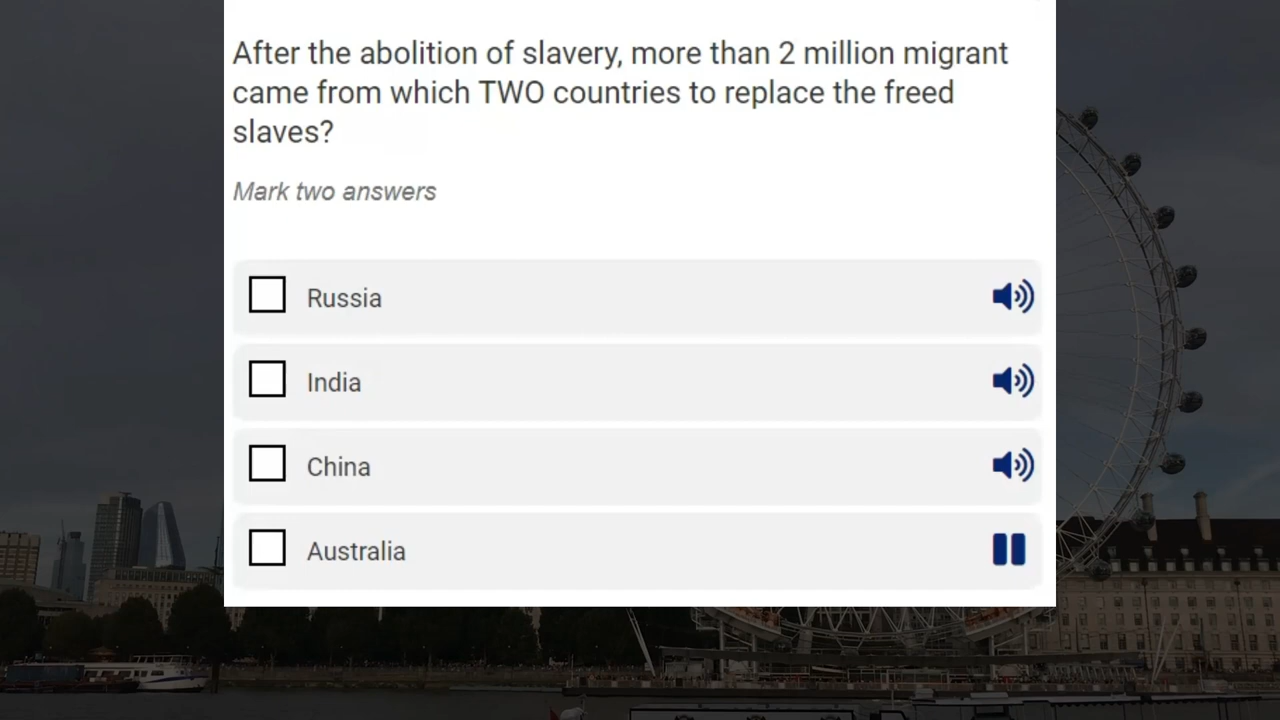 After the abolition of slavery, more than 2 million migrant
came from which TWO countries to replace the freed
slaves?
Mark two answers
Russia
India
China
Australia